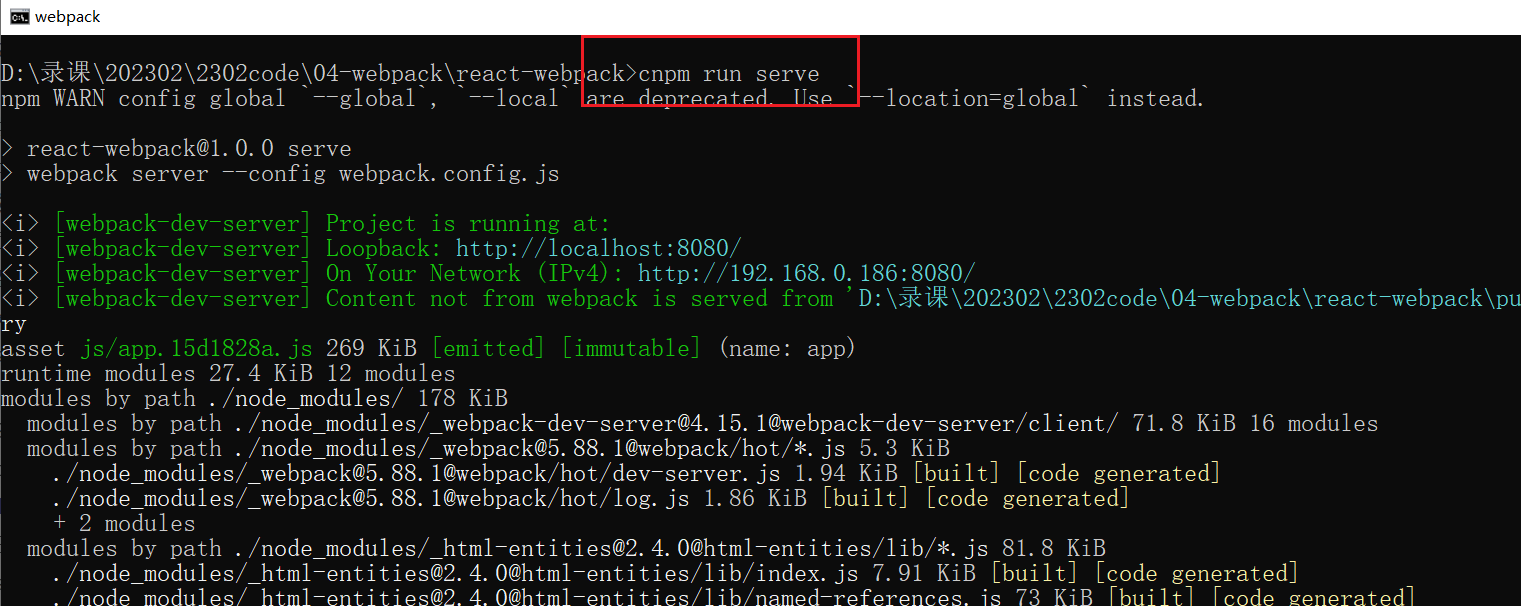 webpack
D:\录课\202302\2302code\04-webpack\react-webpack>cnpm run serve
npm WARN config global `--global`, `--local` are deprecated. Use `--location=global` instead.
> react-webpack@1.0.0 serve
> webpack server --config webpack.config.js
<i> [webpack-dev-server] Project is running at:
<i> [webpack-dev-server] Loopback: http://localhost:8080/
<i> [webpack-dev-server] On Your Network (IPv4): http://192.168.0.186:8080/
<i> [webpack-dev-server] Content not from webpack is served from 'D:\录课\202302\2302code\04-webpack\react-webpack\pu
ry
asset js/app.15d1828a.js 269 KiB [emitted] [immutable] (name: app)
runtime modules 27.4 KiB 12 modules
modules by path ./node_modules/ 178 KiB
modules by path ./node_modules/_webpack-dev-server@4.15.1@webpack-dev-server/client/ 71.8 KiB 16 modules
modules by path ./node_modules/_webpack@5.88.1@webpack/hot/*.js 5.3 KiB
./node_modules/_webpack@5.88.1@webpack/hot/dev-server.js 1.94 KiB [built] [code generated]
./node_modules/_webpack@5.88.1@webpack/hot/log.js 1.86 KiB [built] [code generated]
+ 2 modules
modules by path ./node_modules/_html-entities@2.4.0@html-entities/lib/*.js 81.8 KiB
./node_modules/_html-entities@2.4.0@html-entities/lib/index.js 7.91 KiB [built] [code generated]
./node_modules/_html-entities@2.4.0@html-entities/lib/named-references.js 73 KiB [built] [code generated]